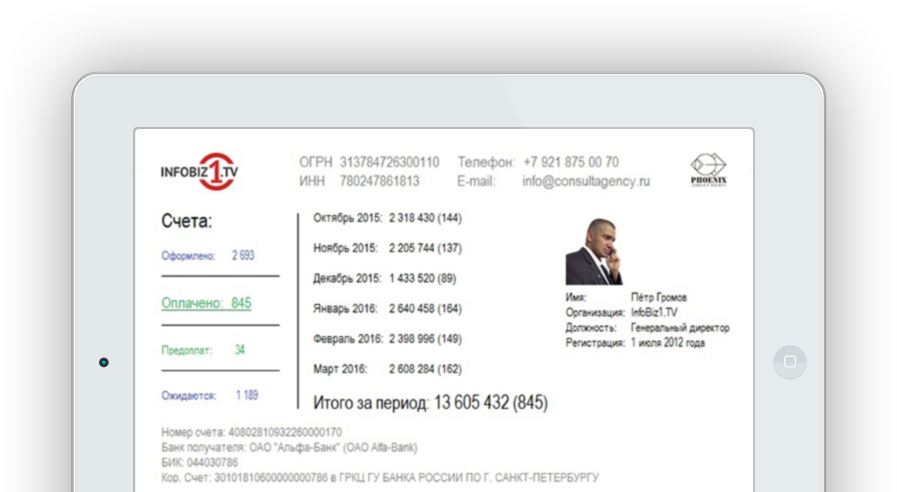 INFOBIZ1.TV
ОГРН 313784726300110 Телефон: +7 921 875 00 70
ИНН 780247861813 E-mail: info@consultagency.ru
PHOENIX
Счета:
Оформлено: 2 693
Оплачено: 845
Предоплат: 34
Ожидаются: 1 189
Октябрь 2015: 2 318 430 (144)
Ноябрь 2015: 2 205 744 (137)
Декабрь 2015: 1 433 520 (89)
Январь 2016: 2 640 458 (164)
Февраль 2016: 2 398 996 (149)
Март 2016: 2 608 284 (162)
Итого за период: 13 605 432 (845)
Имя: Пётр Громов
Организация: InfoBiz1.TV
Должность: Генеральный директор
Регистрация: 1 июля 2012 года
Номер счета: 40802810932260000170
Банк получателя: ОАО "Альфа-Банк" (ОАО Alfa-Bank)
БИК: 044030786
Кор. Счет: 30101810600000000786 в ГРКЦ ГУ БАНКА РОССИИ ПО Г. САНКТ-ПЕТЕРБУРГУ